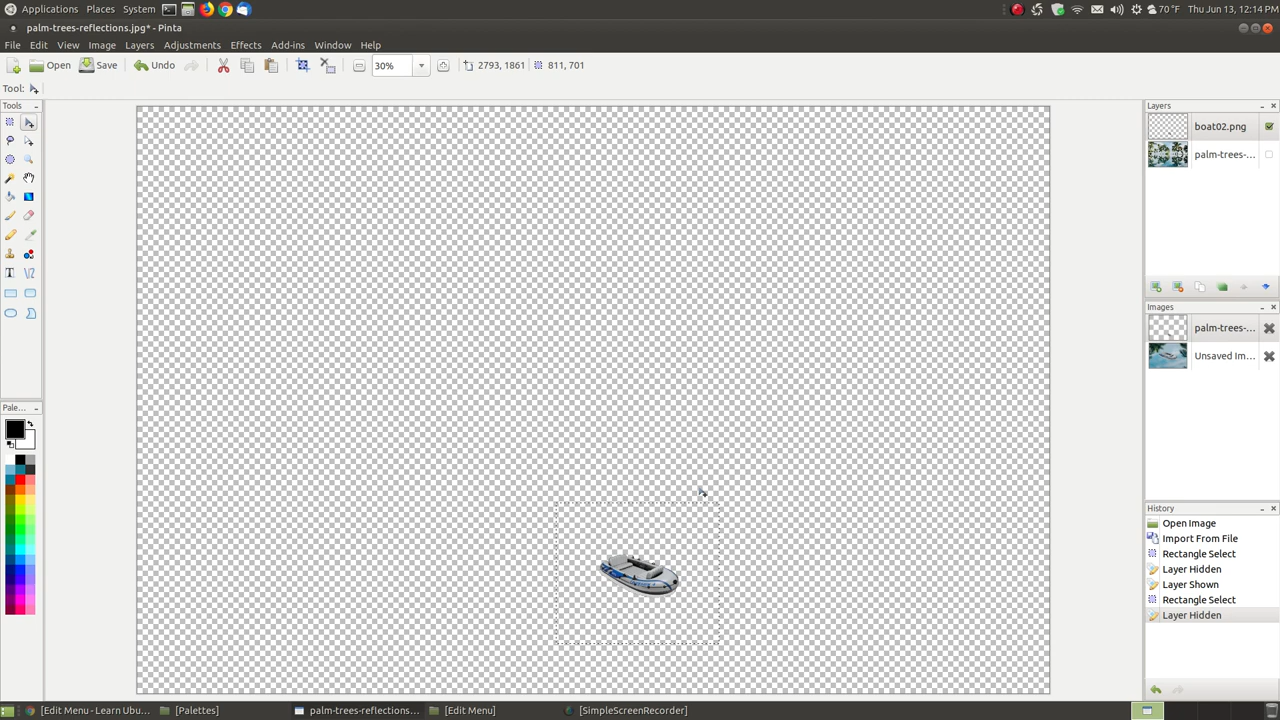 Applications Places System 70 °F Thu Jun 13, 12:14 PM
palm-trees-reflections.jpg* - Pinta
File Edit View Image Layers Adjustments Effects Add-ins Window Help
Open Save Undo 30% 2793, 1861 811, 701
Tool:
Tools
Layers
boat02.png
palm-trees-...
Images
palm-trees-...
Unsaved Im...
Pale...
History
Open Image
Import From File
Rectangle Select
Layer Hidden
Layer Shown
Rectangle Select
Layer Hidden
[Edit Menu - Learn Ubu... [Palettes] palm-trees-reflections... [Edit Menu] [SimpleScreenRecorder]